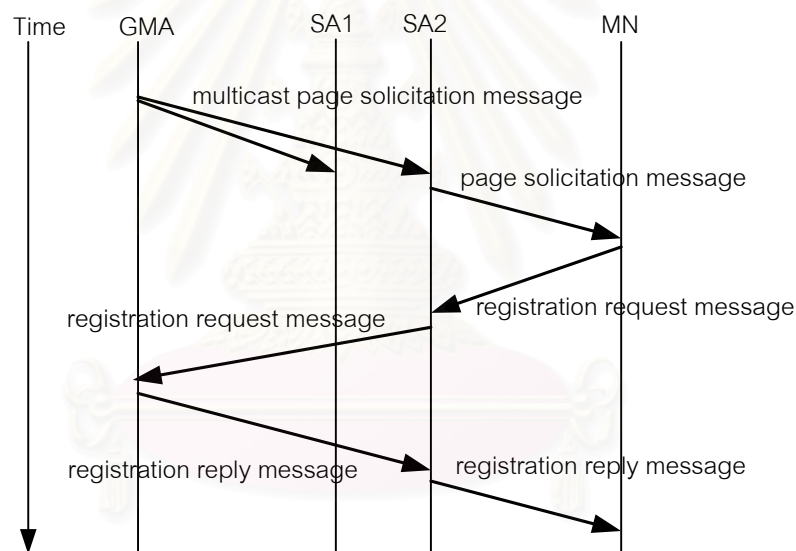 Time GMA SA1 SA2 MN
multicast page solicitation message
page solicitation message
registration request message
registration request message
registration reply message
registration reply message